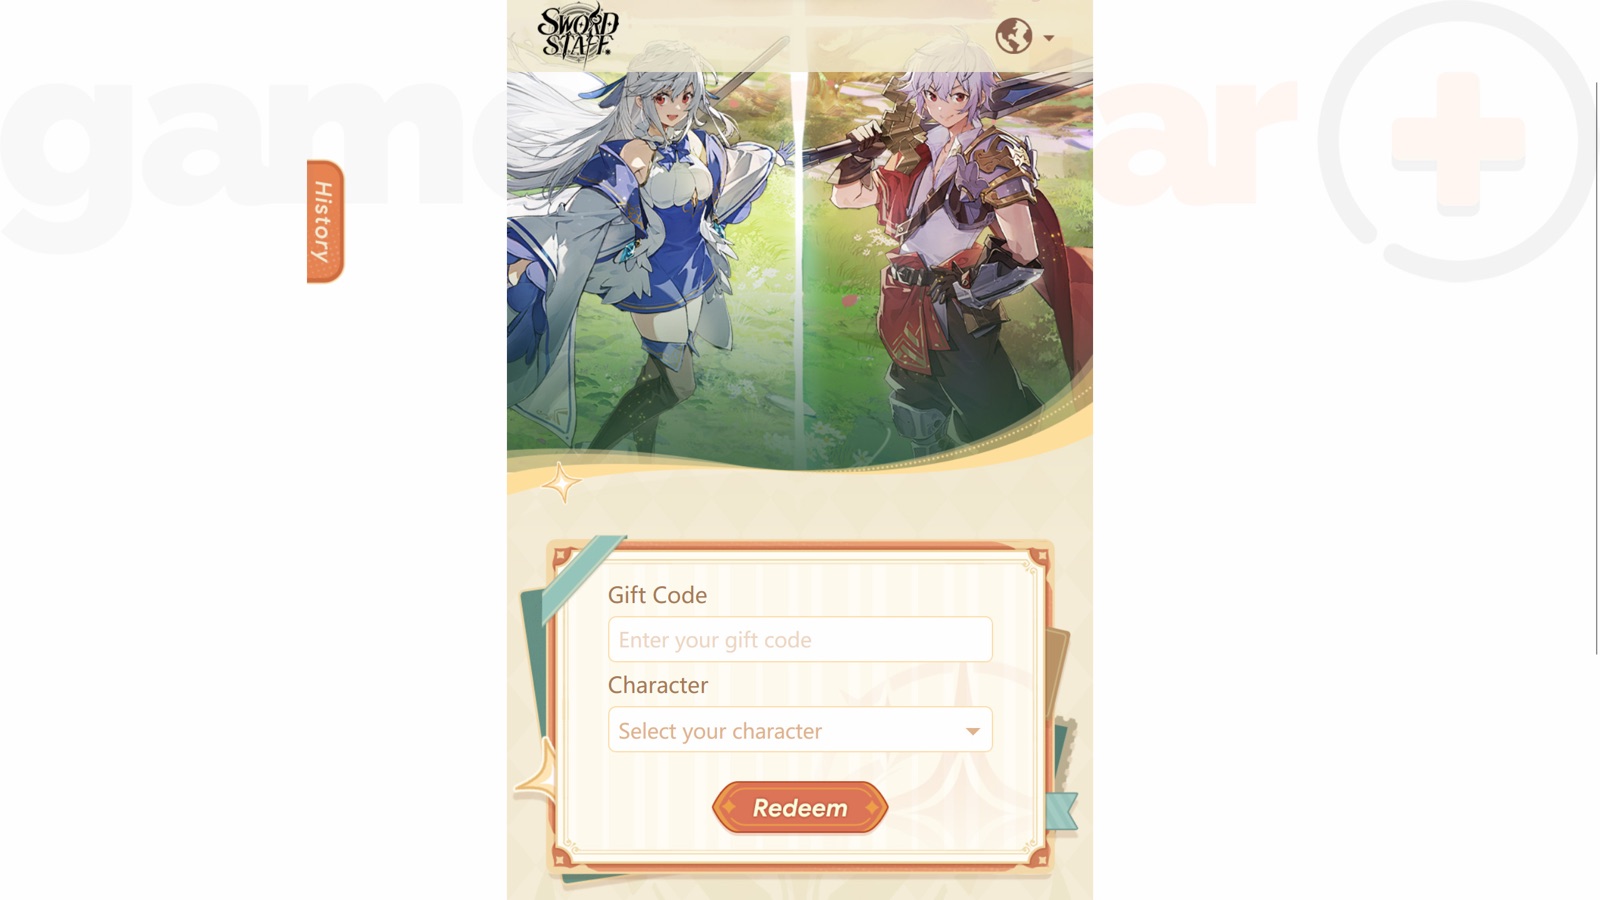 SWORD
STAFF
History
Gift Code
Enter your gift code
Character
Select your character
Redeem